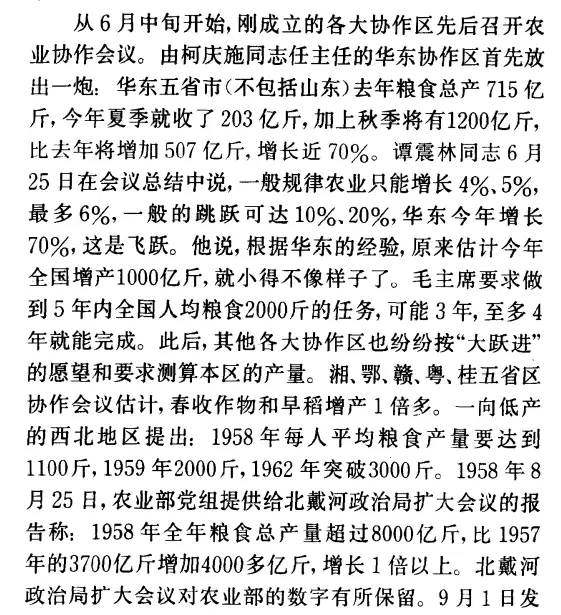 从6月中旬开始,刚成立的各大协作区先后召开农
业协作会议。由柯庆施同志任主任的华东协作区首先放
出一炮:华东五省市(不包括山东)去年粮食总产715亿
斤,今年夏季就收了203亿斤,加上秋季将有1200亿斤,
比去年将增加507亿斤,增长近70%。谭震林同志6月
25日在会议总结中说,一般规律农业只能增长4%、5%,
最多6%,一般的跳跃可达10%、20%,华东今年增长
70%,这是飞跃。他说,根据华东的经验,原来估计今年
全国增产1000亿斤,就小得不像样子了。毛主席要求做
到5年内全国人均粮食2000斤的任务,可能3年,至多4
年就能完成。此后,其他各大协作区也纷纷按“大跃进”
的愿望和要求测算本区的产量。湘、鄂、赣、粤、桂五省区
协作会议估计,春收作物和早稻增产1倍多。一向低产
的西北地区提出:1958年每人平均粮食产量要达到
1100斤,1959年2000斤,1962年突破3000斤。1958年8
月25日,农业部党组提供给北戴河政治局扩大会议的报
告称:1958年全年粮食总产量超过8000亿斤,比1957
年的3700亿斤增加4000多亿斤,增长1倍以上。北戴河
政治局扩大会议对农业部的数字有所保留。9月1日发